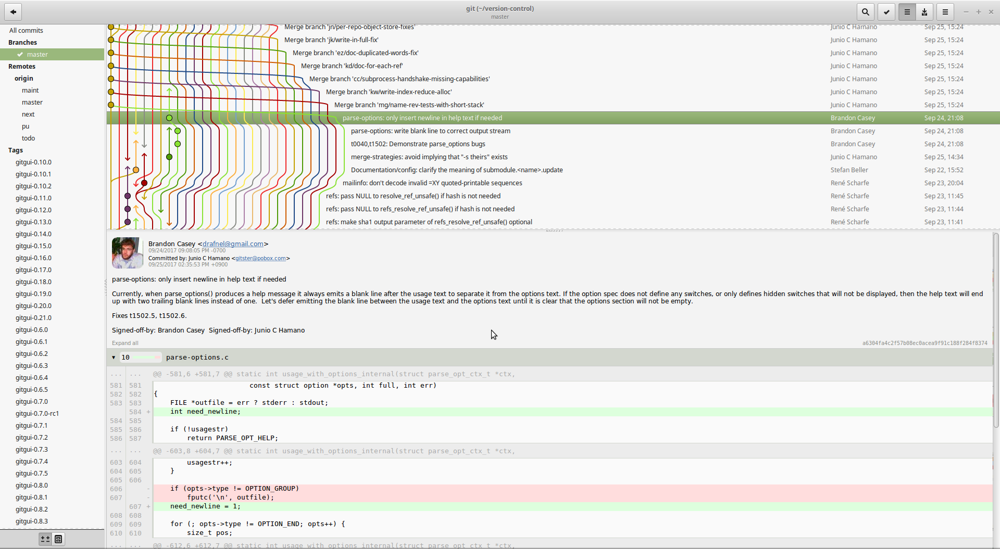 git (~/version-control)
master
All commits
Branches
master
Remotes
origin
maint
master
next
pu
todo
Tags
gitgui-0.10.0
gitgui-0.10.1
gitgui-0.10.2
gitgui-0.11.0
gitgui-0.12.0
gitgui-0.13.0
gitgui-0.14.0
gitgui-0.15.0
gitgui-0.16.0
gitgui-0.17.0
gitgui-0.18.0
gitgui-0.19.0
gitgui-0.20.0
gitgui-0.21.0
gitgui-0.6.0
gitgui-0.6.1
gitgui-0.6.2
gitgui-0.6.3
gitgui-0.6.4
gitgui-0.6.5
gitgui-0.7.0
gitgui-0.7.0-rc1
gitgui-0.7.1
gitgui-0.7.2
gitgui-0.7.3
gitgui-0.7.4
gitgui-0.7.5
gitgui-0.8.0
gitgui-0.8.1
gitgui-0.8.2
gitgui-0.8.3
Merge branch 'jn/per-repo-object-store-fixes' Junio C Hamano Sep 25, 15:24
Merge branch 'jk/write-in-full-fix' Junio C Hamano Sep 25, 15:24
Merge branch 'ez/doc-duplicated-words-fix' Junio C Hamano Sep 25, 15:24
Merge branch 'kd/doc-for-each-ref' Junio C Hamano Sep 25, 15:24
Merge branch 'cc/subprocess-handshake-missing-capabilities' Junio C Hamano Sep 25, 15:24
Merge branch 'kw/write-index-reduce-alloc' Junio C Hamano Sep 25, 15:24
Merge branch 'mg/name-rev-tests-with-short-stack' Junio C Hamano Sep 25, 15:24
parse-options: only insert newline in help text if needed Brandon Casey Sep 24, 21:08
parse-options: write blank line to correct output stream Brandon Casey Sep 24, 21:08
t0040,t1502: Demonstrate parse_options bugs Brandon Casey Sep 24, 21:08
merge-strategies: avoid implying that "-s theirs" exists Junio C Hamano Sep 25, 14:34
Documentation/config: clarify the meaning of submodule.<name>.update Stefan Beller Sep 22, 15:52
mailinfo: don't decode invalid =XY quoted-printable sequences René Scharfe Sep 23, 20:04
refs: pass NULL to resolve_ref_unsafe() if hash is not needed René Scharfe Sep 23, 11:45
refs: pass NULL to refs_resolve_ref_unsafe() if hash is not needed René Scharfe Sep 23, 11:44
refs: make sha1 output parameter of refs_resolve_ref_unsafe() optional René Scharfe Sep 23, 11:41
Brandon Casey <drafnel@gmail.com>
09/24/2017 09:08:05 PM -0700
Committed by: Junio C Hamano <gitster@pobox.com>
09/25/2017 02:35:53 PM +0900
parse-options: only insert newline in help text if needed
Currently, when parse_options() produces a help message it always emits a blank line after the usage text to separate it from the options text. If the option spec does not define any switches, or only defines hidden switches that will not be displayed, then the help text will end
up with two trailing blank lines instead of one.  Let's defer emitting the blank line between the usage text and the options text until it is clear that the options section will not be empty.
Fixes t1502.5, t1502.6.
Signed-off-by: Brandon Casey  Signed-off-by: Junio C Hamano
Expand all a6304fa4c2f57b08ec0acea9f91c188f284f8374
10 parse-options.c
... ... @@ -581,6 +581,7 @@ static int usage_with_options_internal(struct parse_opt_ctx_t *ctx,
581 581 const struct option *opts, int full, int err)
582 582 {
583 583 FILE *outfile = err ? stderr : stdout;
584 + int need_newline;
584 585
585 586 if (!usagestr)
586 587 return PARSE_OPT_HELP;
... ... @@ -603,8 +604,7 @@ static int usage_with_options_internal(struct parse_opt_ctx_t *ctx,
603 604 usagestr++;
604 605 }
605 606
606 - if (opts->type != OPTION_GROUP)
607 - fputc('\n', outfile);
607 + need_newline = 1;
608 608
609 609 for (; opts->type != OPTION_END; opts++) {
610 610 size_t pos;
... ... @@ -612,6 +612,7 @@ static int usage_with_options_internal(struct parse_opt_ctx_t *ctx,